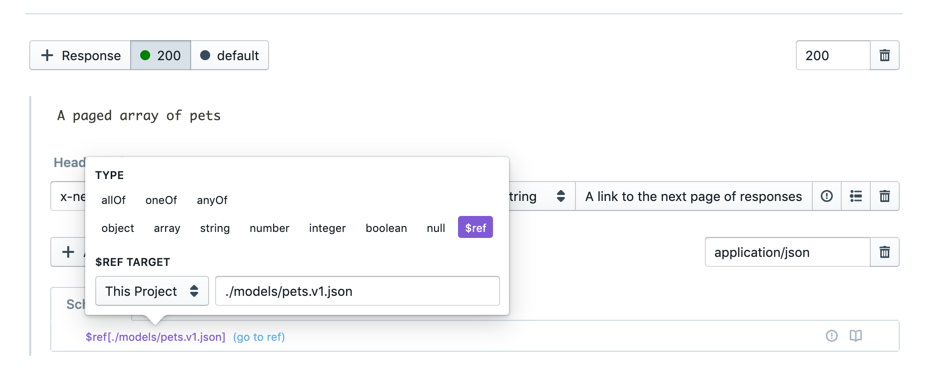 + Response 200 default 200
A paged array of pets
Head
TYPE
allOf oneOf anyOf
x-ne tring A link to the next page of responses
object array string number integer boolean null $ref
+ application/json
$REF TARGET
This Project ./models/pets.v1.json
Sch
$ref[./models/pets.v1.json] (go to ref)